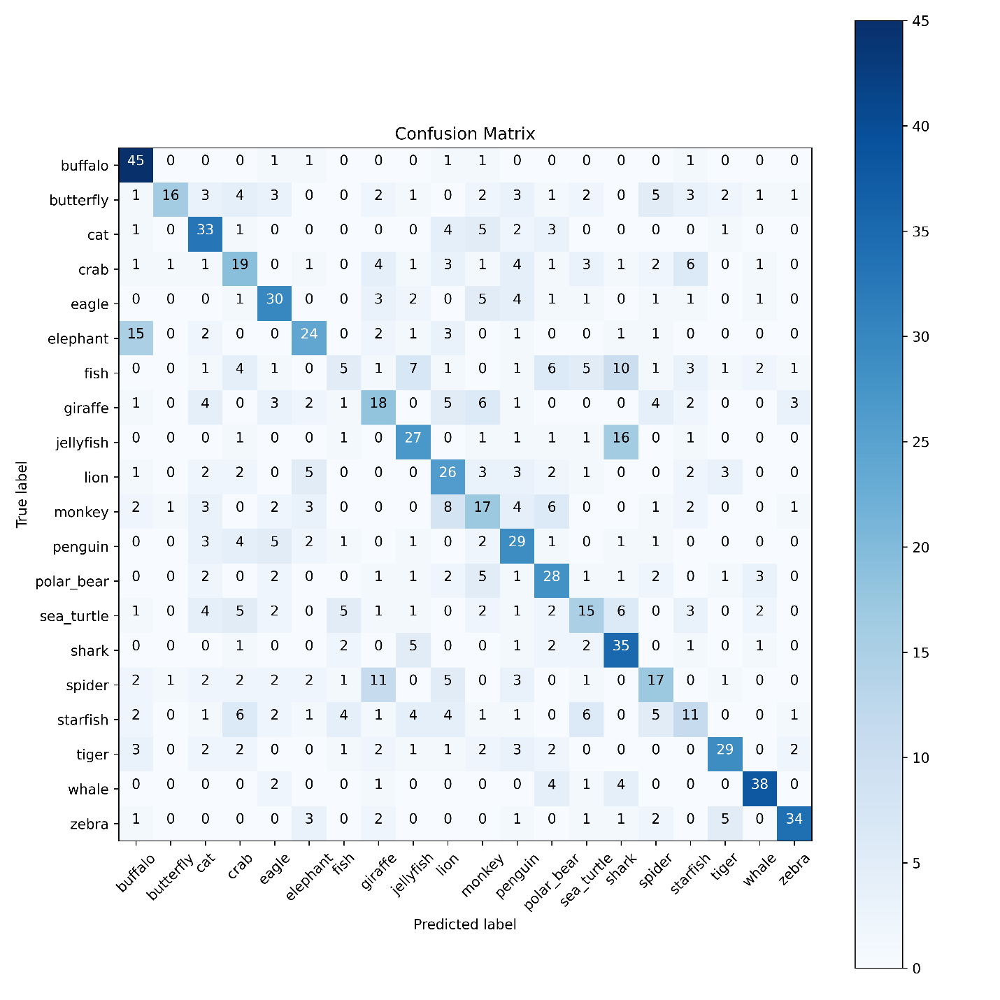 Confusion Matrix
buffalo 45 0 0 0 1 1 0 0 0 1 1 0 0 0 0 0 1 0 0 0
butterfly 1 16 3 4 3 0 0 2 1 0 2 3 1 2 0 5 3 2 1 1
cat 1 0 33 1 0 0 0 0 0 4 5 2 3 0 0 0 0 1 0 0
crab 1 1 1 19 0 1 0 4 1 3 1 4 1 3 1 2 6 0 1 0
eagle 0 0 0 1 30 0 0 3 2 0 5 4 1 1 0 1 1 0 1 0
elephant 15 0 2 0 0 24 0 2 1 3 0 1 0 0 1 1 0 0 0 0
fish 0 0 1 4 1 0 5 1 7 1 0 1 6 5 10 1 3 1 2 1
giraffe 1 0 4 0 3 2 1 18 0 5 6 1 0 0 0 4 2 0 0 3
jellyfish 0 0 0 1 0 0 1 0 27 0 1 1 1 1 16 0 1 0 0 0
lion 1 0 2 2 0 5 0 0 0 26 3 3 2 1 0 0 2 3 0 0
monkey 2 1 3 0 2 3 0 0 0 8 17 4 6 0 0 1 2 0 0 1
penguin 0 0 3 4 5 2 1 0 1 0 2 29 1 0 1 1 0 0 0 0
polar_bear 0 0 2 0 2 0 0 1 1 2 5 1 28 1 1 2 0 1 3 0
sea_turtle 1 0 4 5 2 0 5 1 1 0 2 1 2 15 6 0 3 0 2 0
shark 0 0 0 1 0 0 2 0 5 0 0 1 2 2 35 0 1 0 1 0
spider 2 1 2 2 2 2 1 11 0 5 0 3 0 1 0 17 0 1 0 0
starfish 2 0 1 6 2 1 4 1 4 4 1 1 0 6 0 5 11 0 0 1
tiger 3 0 2 2 0 0 1 2 1 1 2 3 2 0 0 0 0 29 0 2
whale 0 0 0 0 2 0 0 1 0 0 0 0 4 1 4 0 0 0 38 0
zebra 1 0 0 0 0 3 0 2 0 0 0 1 0 1 1 2 0 5 0 34
buffalo butterfly cat crab eagle elephant fish giraffe jellyfish lion monkey penguin polar_bear sea_turtle shark spider starfish tiger whale zebra
Predicted label
True label
45
40
35
30
25
20
15
10
5
0